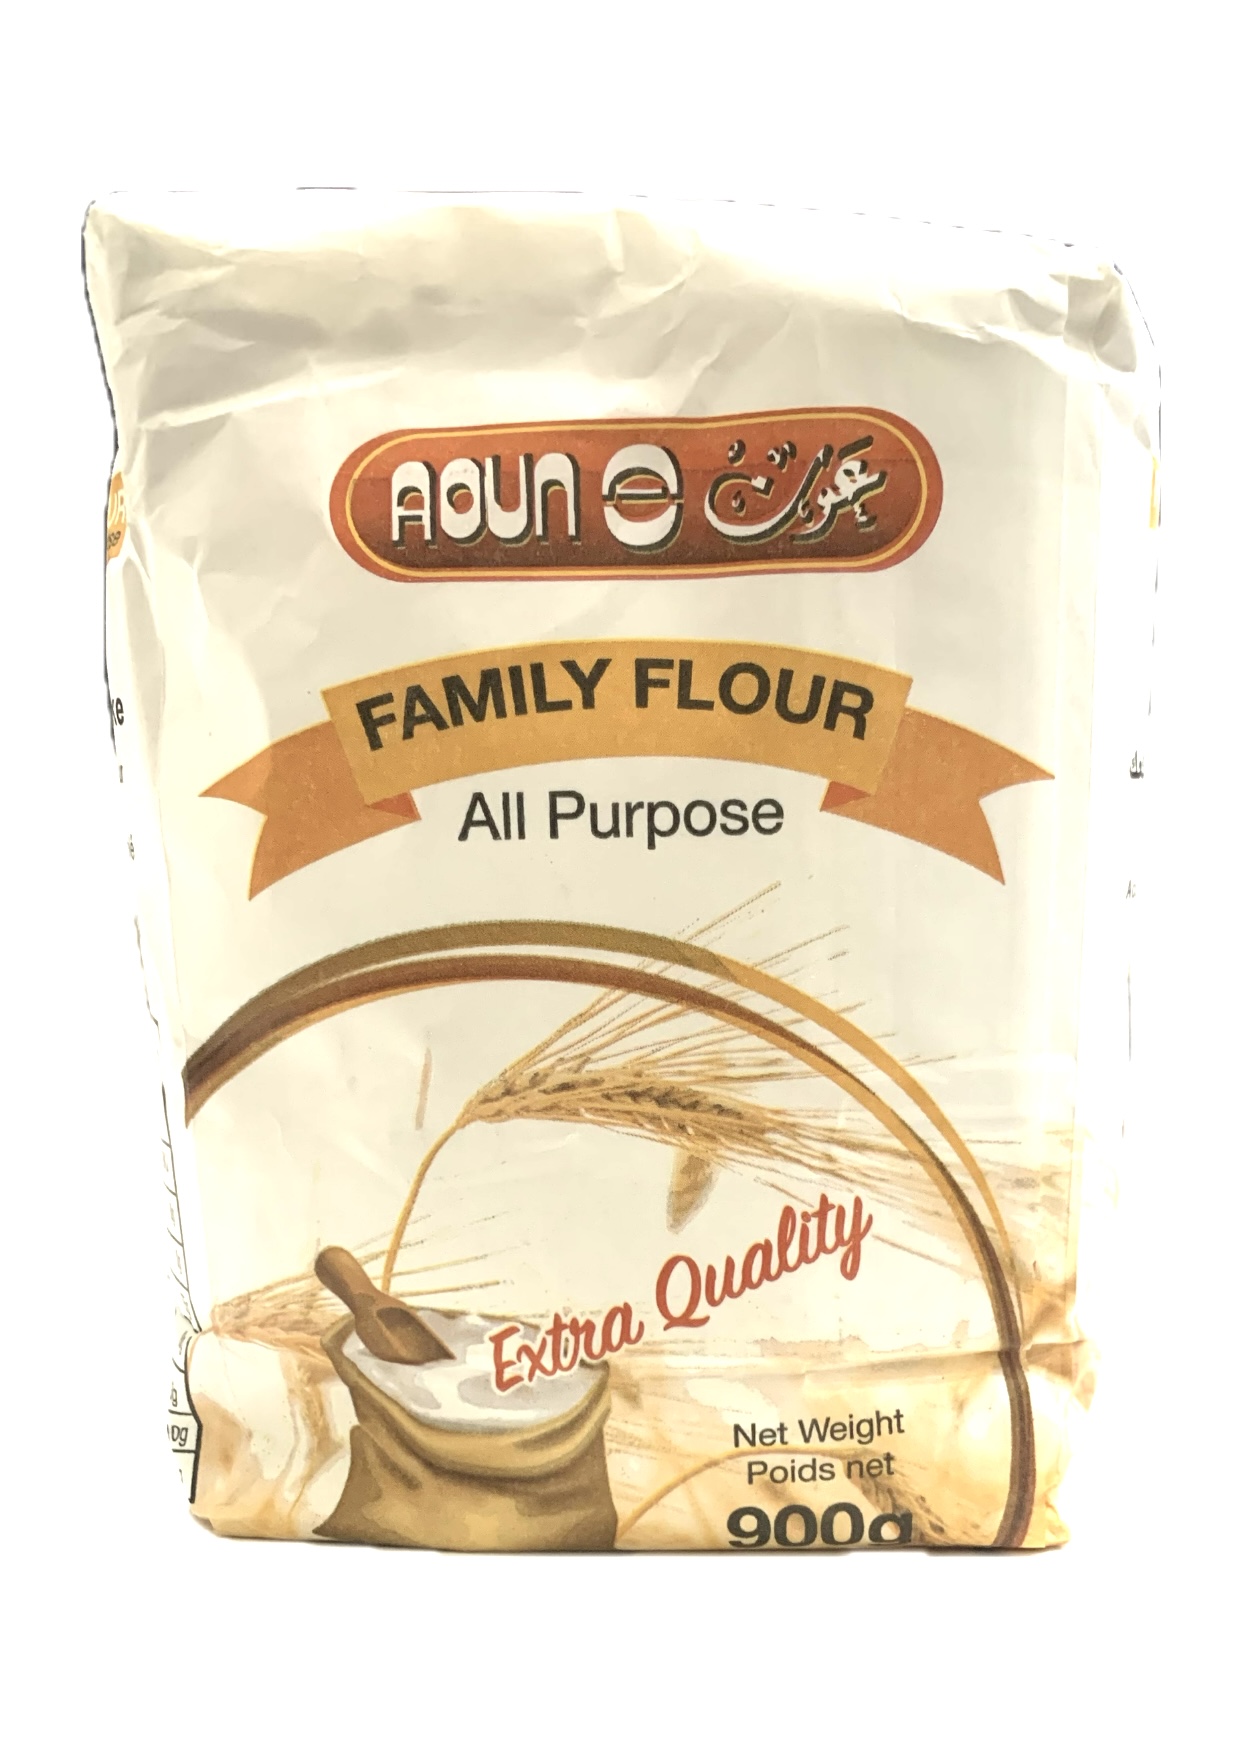 AOUN عون
FAMILY FLOUR
All Purpose
Extra Quality
Net Weight
Poids net
900g